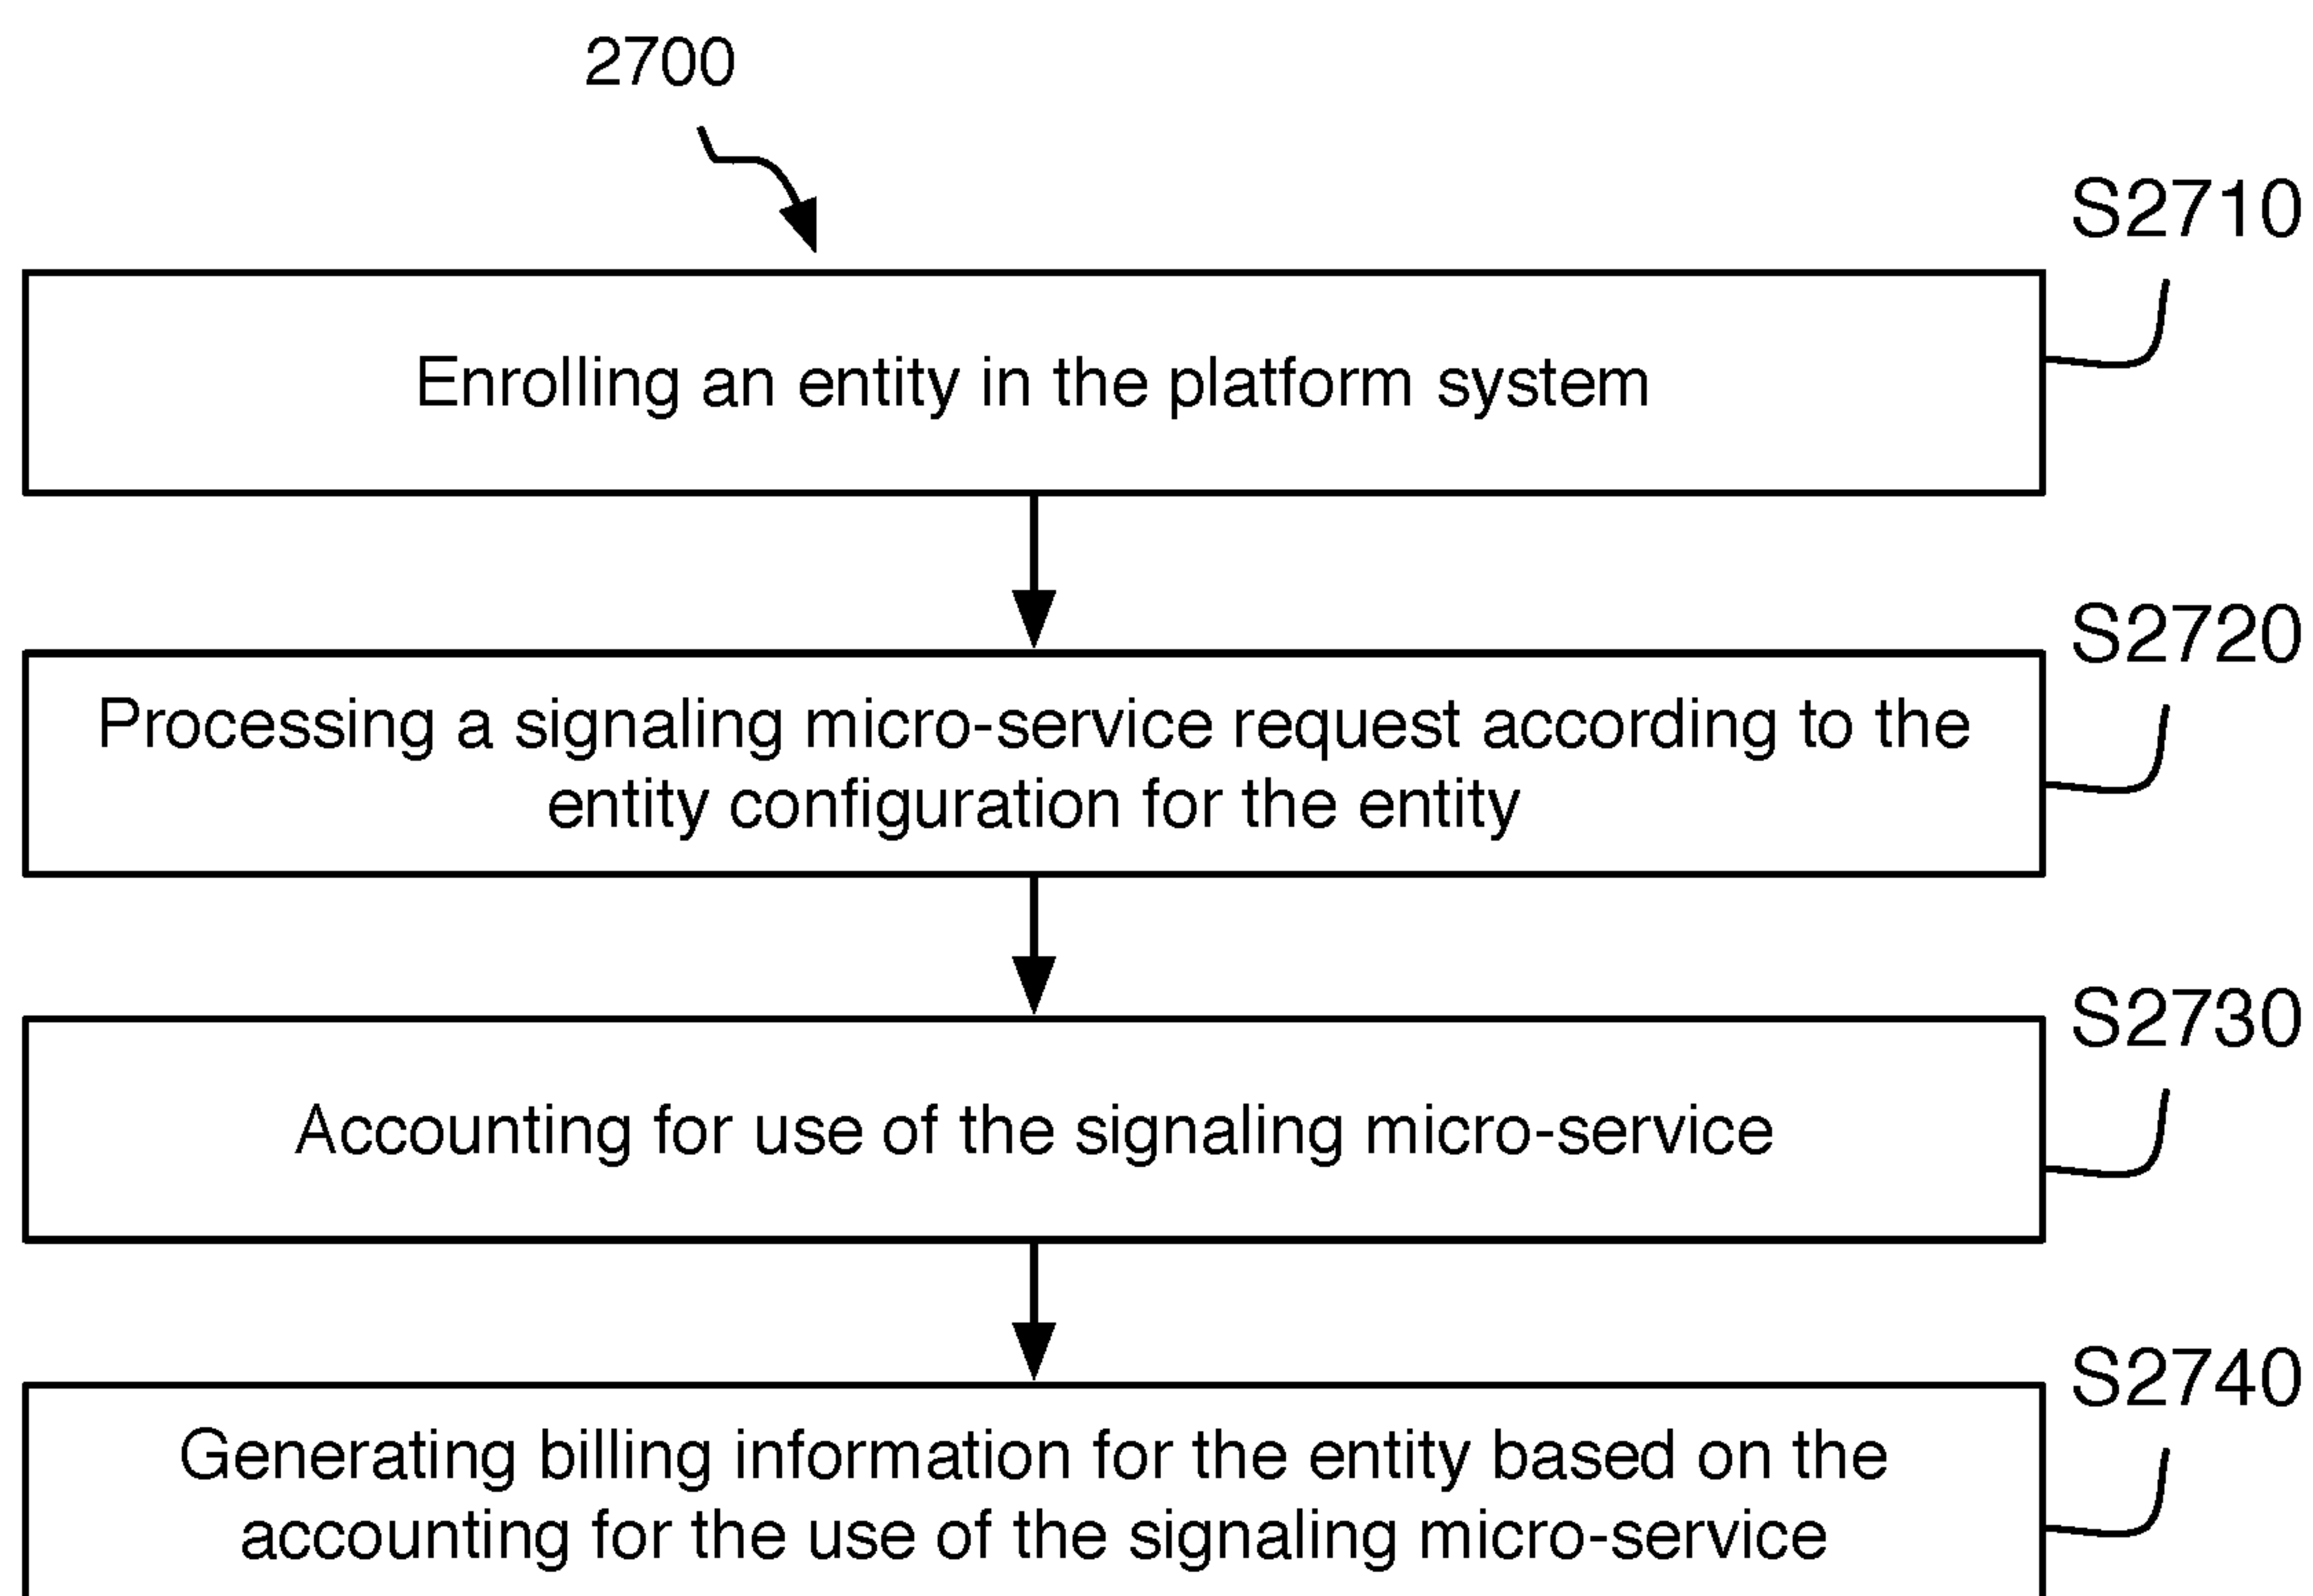 2700
S2710
Enrolling an entity in the platform system
S2720
Processing a signaling micro-service request according to the
entity configuration for the entity
S2730
Accounting for use of the signaling micro-service
S2740
Generating billing information for the entity based on the
accounting for the use of the signaling micro-service